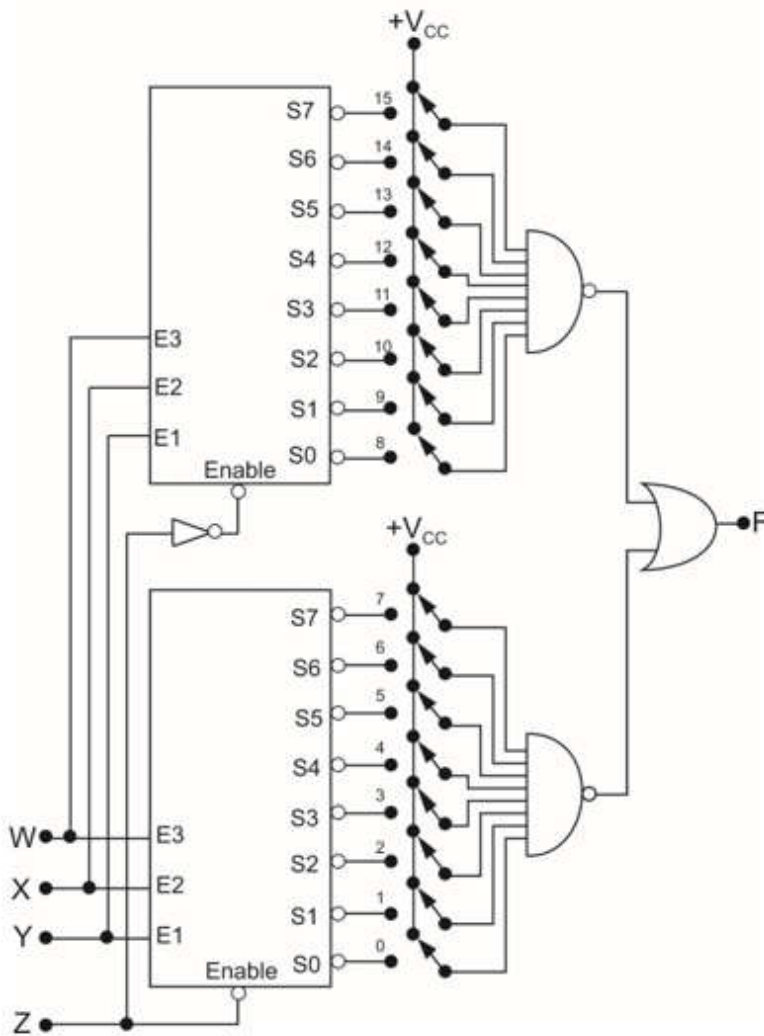 +VCC
S7 15
S6 14
S5 13
S4 12
S3 11
E3
S2 10
E2
S1 9
E1
S0 8
Enable
F
+VCC
S7 7
S6 6
S5 5
S4 4
S3 3
W E3
S2 2
X E2
S1 1
Y E1
S0 0
Enable
Z